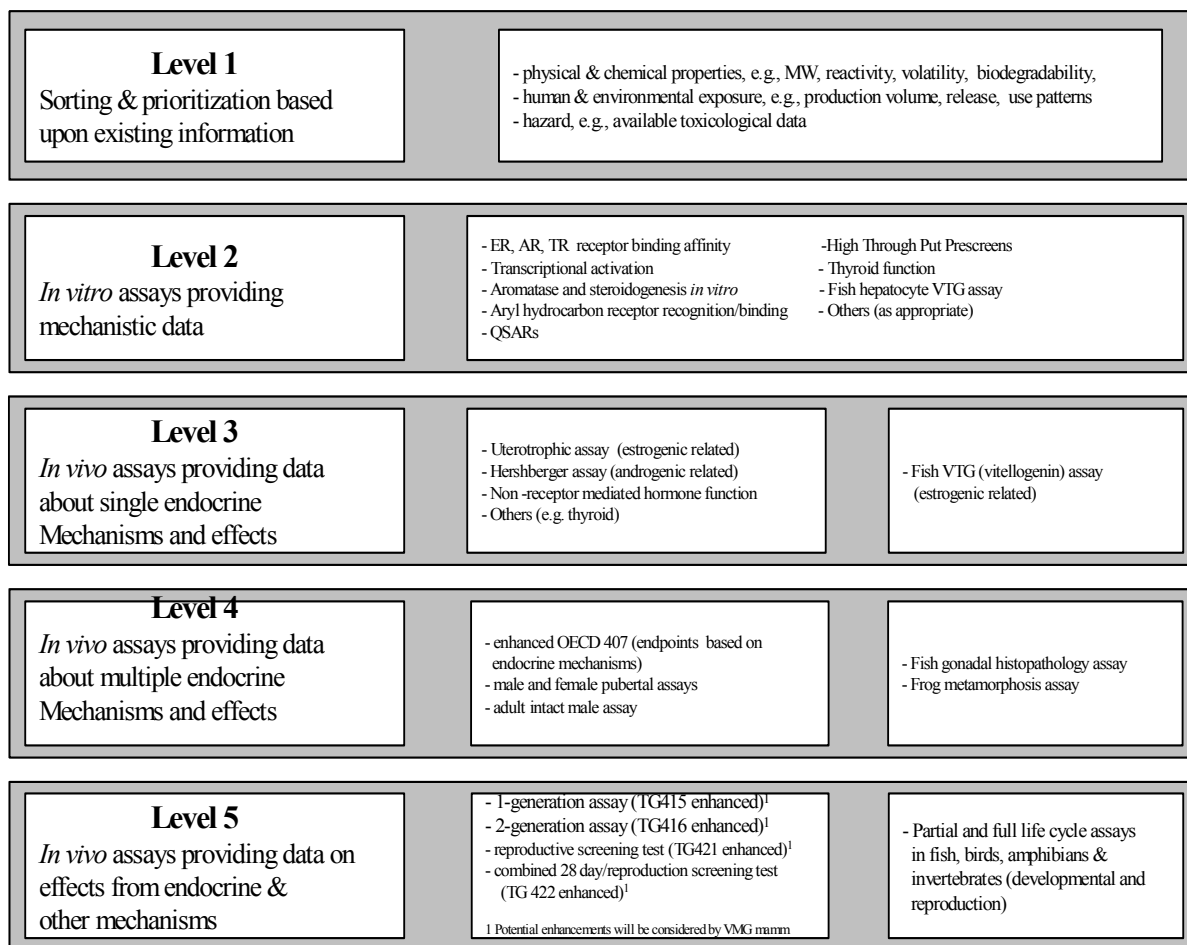 Level 1
Sorting & prioritization based
upon existing information
- physical & chemical properties, e.g., MW, reactivity, volatility, biodegradability,
- human & environmental exposure, e.g., production volume, release, use patterns
- hazard, e.g., available toxicological data
Level 2
In vitro assays providing
mechanistic data
- ER, AR, TR receptor binding affinity
- Transcriptional activation
- Aromatase and steroidogenesis in vitro
- Aryl hydrocarbon receptor recognition/binding
- QSARs
-High Through Put Prescreens
- Thyroid function
- Fish hepatocyte VTG assay
- Others (as appropriate)
Level 3
In vivo assays providing data
about single endocrine
Mechanisms and effects
- Uterotrophic assay (estrogenic related)
- Hershberger assay (androgenic related)
- Non -receptor mediated hormone function
- Others (e.g. thyroid)
- Fish VTG (vitellogenin) assay
(estrogenic related)
Level 4
In vivo assays providing data
about multiple endocrine
Mechanisms and effects
- enhanced OECD 407 (endpoints based on
endocrine mechanisms)
- male and female pubertal assays
- adult intact male assay
- Fish gonadal histopathology assay
- Frog metamorphosis assay
Level 5
In vivo assays providing data on
effects from endocrine &
other mechanisms
- 1-generation assay (TG415 enhanced)1
- 2-generation assay (TG416 enhanced)1
- reproductive screening test (TG421 enhanced)1
- combined 28 day/reproduction screening test
(TG 422 enhanced)1
1 Potential enhancements will be considered by VMG mamm
- Partial and full life cycle assays
in fish, birds, amphibians &
invertebrates (developmental and
reproduction)